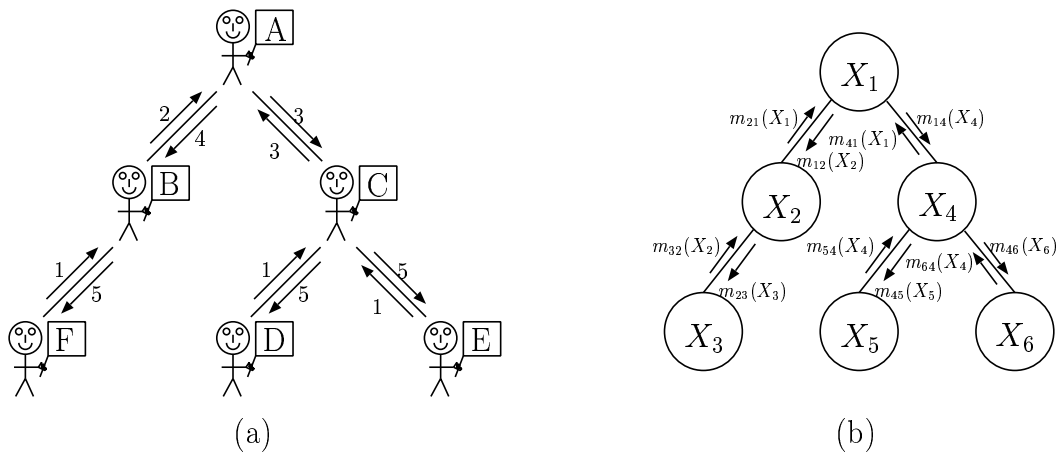 A
2 4 3 3
B C
1 5 1 5 5 1
F D E
(a)
X₁
m₂₁(X₁) m₁₂(X₂) m₄₁(X₁) m₁₄(X₄)
X₂ X₄
m₃₂(X₂) m₂₃(X₃) m₅₄(X₄) m₄₅(X₅) m₆₄(X₄) m₄₆(X₆)
X₃ X₅ X₆
(b)